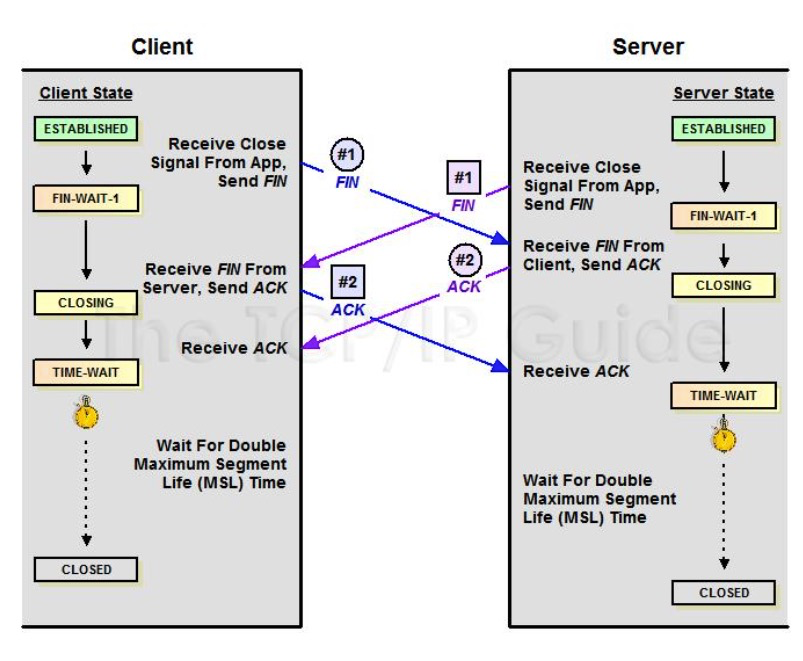 Client
Server
Client State
ESTABLISHED
FIN-WAIT-1
CLOSING
TIME-WAIT
CLOSED
Receive Close
Signal From App,
Send FIN
Receive FIN From
Server, Send ACK
Receive ACK
Wait For Double
Maximum Segment
Life (MSL) Time
#1
FIN
#1
FIN
#2
ACK
#2
ACK
Receive Close
Signal From App,
Send FIN
Receive FIN From
Client, Send ACK
Receive ACK
Wait For Double
Maximum Segment
Life (MSL) Time
Server State
ESTABLISHED
FIN-WAIT-1
CLOSING
TIME-WAIT
CLOSED
The TCP/IP Guide